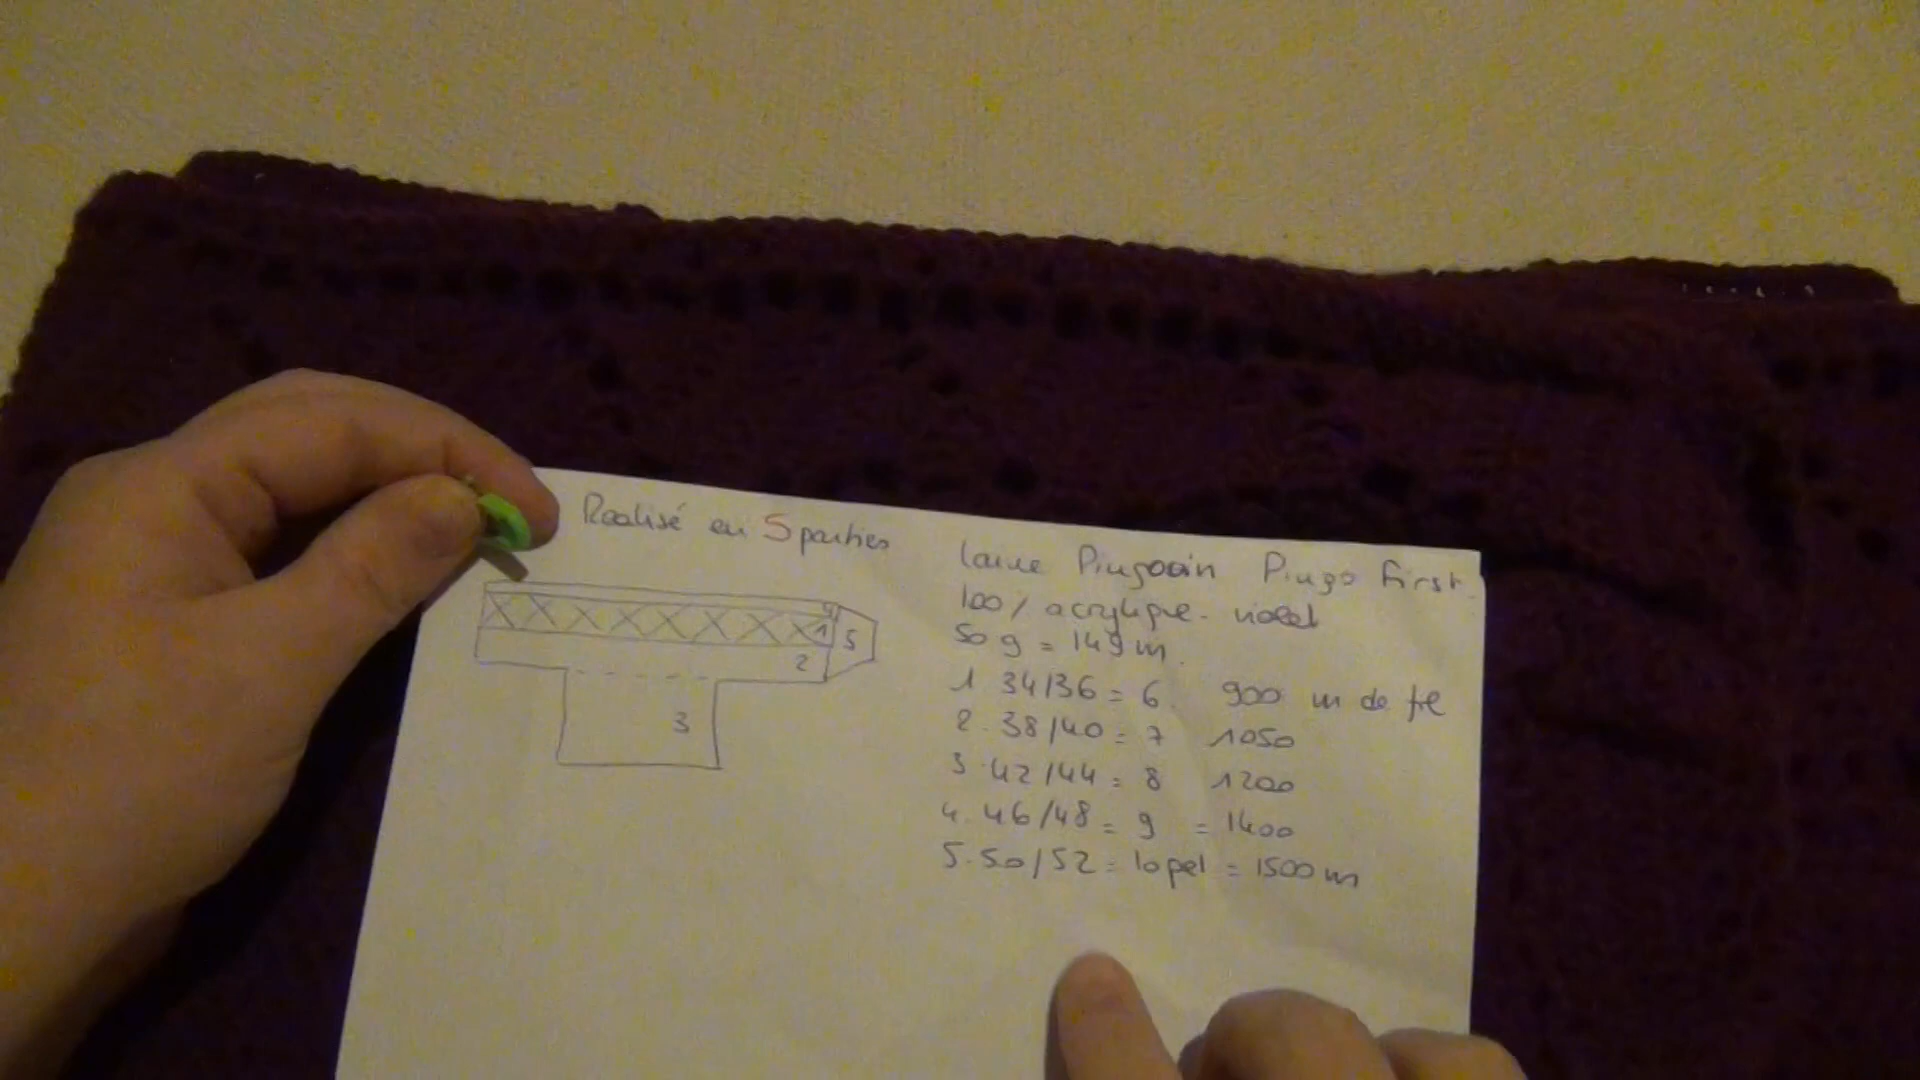 Realisé en 5 parties
4
1
5
2
3
laine Pingouin Pingo First.
100% acrylique - violet
50 g = 149 m.
1 34/36 = 6. 900 m de fil
2. 38/40 = 7 1050
3. 42/44 = 8 1200
4. 46/48 = 9 = 1400
5. 50/52 = 10 pel = 1500 m